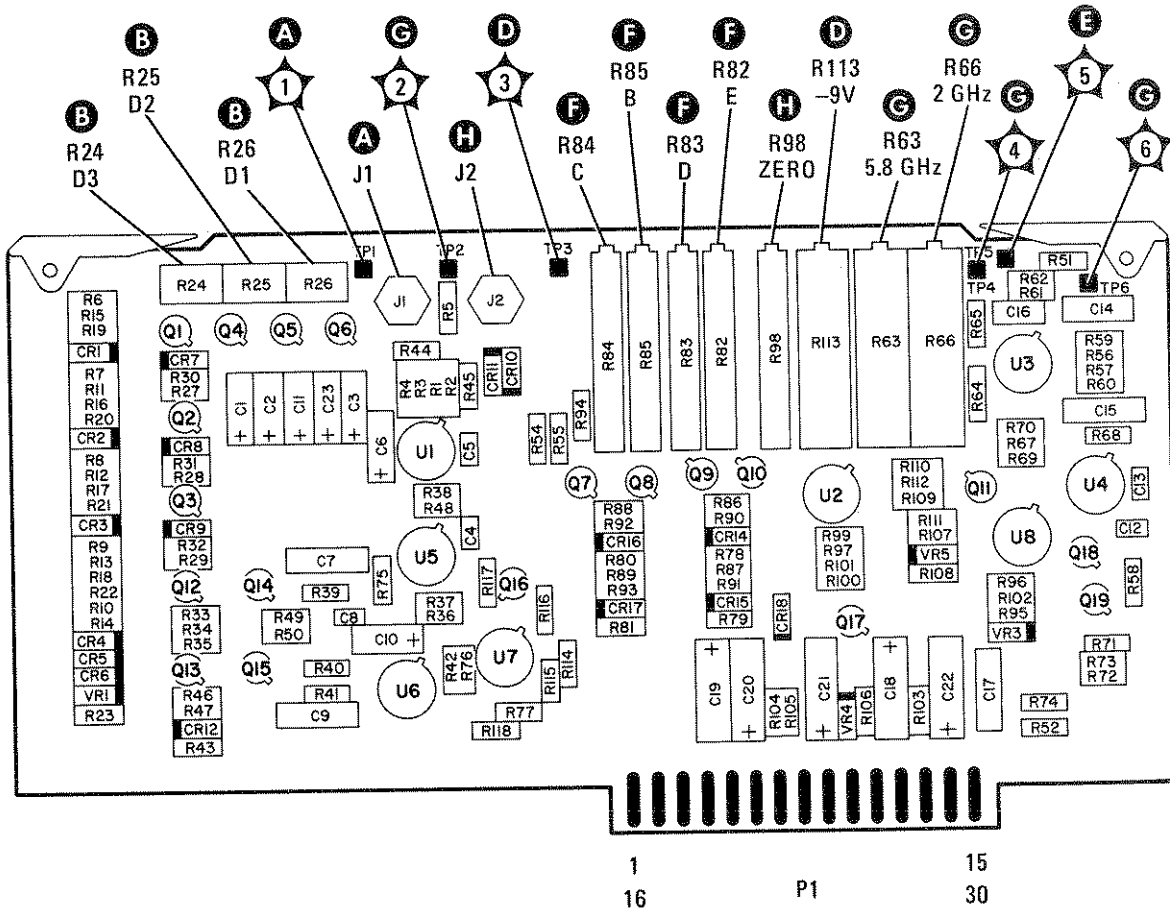 B
R25
D2
A
1
G
2
D
3
F
R85
B
F
R82
E
D
R113
–9V
G
R66
2 GHz
E
5
B
R24
D3
B
R26
D1
A
J1
H
J2
F
R84
C
F
R83
D
H
R98
ZERO
G
R63
5.8 GHz
G
4
G
6
TP1
TP2
TP3
TP5
TP4
TP6
R24
R25
R26
J1
R5
J2
R84
R85
R83
R82
R98
R113
R63
R66
R51
R62
R61
C16
C14
R65
R64
U3
R59
R56
R57
R60
C15
R68
R70
R67
R69
U4
C13
C12
R6
R15
R19
CR1
R7
R11
R16
R20
CR2
R8
R12
R17
R21
CR3
R9
R13
R18
R22
R10
R14
CR4
CR5
CR6
VR1
R23
Q1
Q4
Q5
Q6
CR7
R30
R27
Q2
CR8
R31
R28
Q3
CR9
R32
R29
Q12
Q14
R33
R34
R35
Q13
Q15
R46
R47
CR12
R43
C1
C2
C11
C23
C3
C6
R44
R4
R3
R1
R2
R45
CR11
CR10
U1
C5
R54
R55
R94
R38
R48
C4
U5
C7
R75
R39
R49
R50
C8
C10
R37
R36
R117
Q16
R116
R40
R41
C9
U6
R42
R76
U7
R115
R114
R77
R118
Q7
Q8
R88
R92
CR16
R80
R89
R93
CR17
R81
Q9
Q10
R86
R90
CR14
R78
R87
R91
CR15
R79
CR18
U2
R99
R97
R101
R100
Q17
R110
R112
R109
R111
R107
VR5
R108
Q11
U8
R96
R102
R95
VR3
Q18
Q19
R58
R71
R73
R72
R74
R52
C19
C20
R104
R105
C21
VR4
R106
C18
R103
C22
C17
1
15
16
P1
30